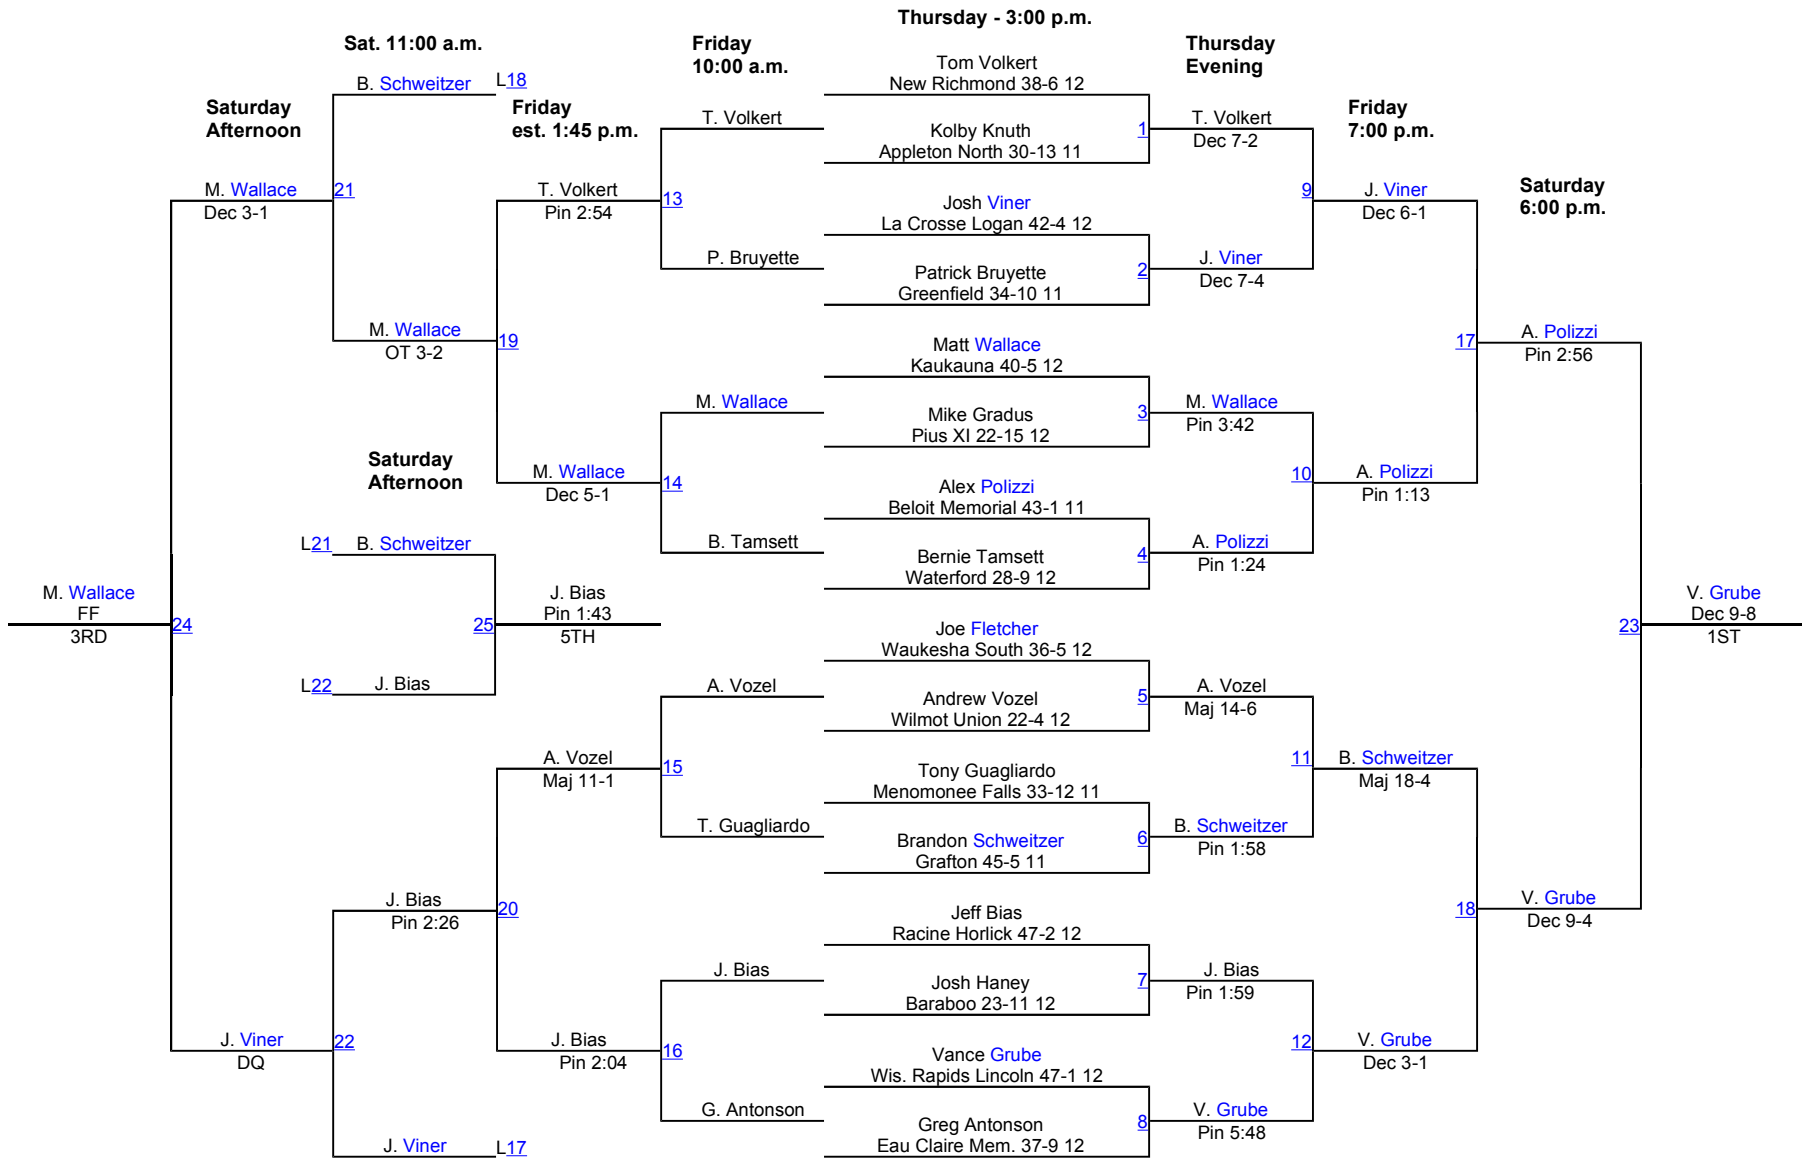 Thursday - 3:00 p.m.
Sat. 11:00 a.m.
Friday
10:00 a.m.
Thursday
Evening
Tom Volkert
New Richmond 38-6 12
B. Schweitzer L18
Saturday
Afternoon
Friday
est. 1:45 p.m.
Friday
7:00 p.m.
T. Volkert
Kolby Knuth
Appleton North 30-13 11
1
T. Volkert
Dec 7-2
M. Wallace
Dec 3-1
21
T. Volkert
Pin 2:54
13
Josh Viner
La Crosse Logan 42-4 12
9
J. Viner
Dec 6-1
Saturday
6:00 p.m.
P. Bruyette
Patrick Bruyette
Greenfield 34-10 11
2
J. Viner
Dec 7-4
M. Wallace
OT 3-2
19
Matt Wallace
Kaukauna 40-5 12
17
A. Polizzi
Pin 2:56
M. Wallace
Mike Gradus
Pius XI 22-15 12
3
M. Wallace
Pin 3:42
Saturday
Afternoon
M. Wallace
Dec 5-1
14
Alex Polizzi
Beloit Memorial 43-1 11
10
A. Polizzi
Pin 1:13
L21 B. Schweitzer
B. Tamsett
Bernie Tamsett
Waterford 28-9 12
4
A. Polizzi
Pin 1:24
M. Wallace
FF
3RD
24
25
J. Bias
Pin 1:43
5TH
Joe Fletcher
Waukesha South 36-5 12
23
V. Grube
Dec 9-8
1ST
L22 J. Bias
A. Vozel
Andrew Vozel
Wilmot Union 22-4 12
5
A. Vozel
Maj 14-6
A. Vozel
Maj 11-1
15
Tony Guagliardo
Menomonee Falls 33-12 11
11
B. Schweitzer
Maj 18-4
T. Guagliardo
Brandon Schweitzer
Grafton 45-5 11
6
B. Schweitzer
Pin 1:58
J. Bias
Pin 2:26
20
Jeff Bias
Racine Horlick 47-2 12
18
V. Grube
Dec 9-4
J. Bias
Josh Haney
Baraboo 23-11 12
7
J. Bias
Pin 1:59
J. Viner
DQ
22
J. Bias
Pin 2:04
16
Vance Grube
Wis. Rapids Lincoln 47-1 12
12
V. Grube
Dec 3-1
G. Antonson
Greg Antonson
Eau Claire Mem. 37-9 12
8
V. Grube
Pin 5:48
J. Viner L17